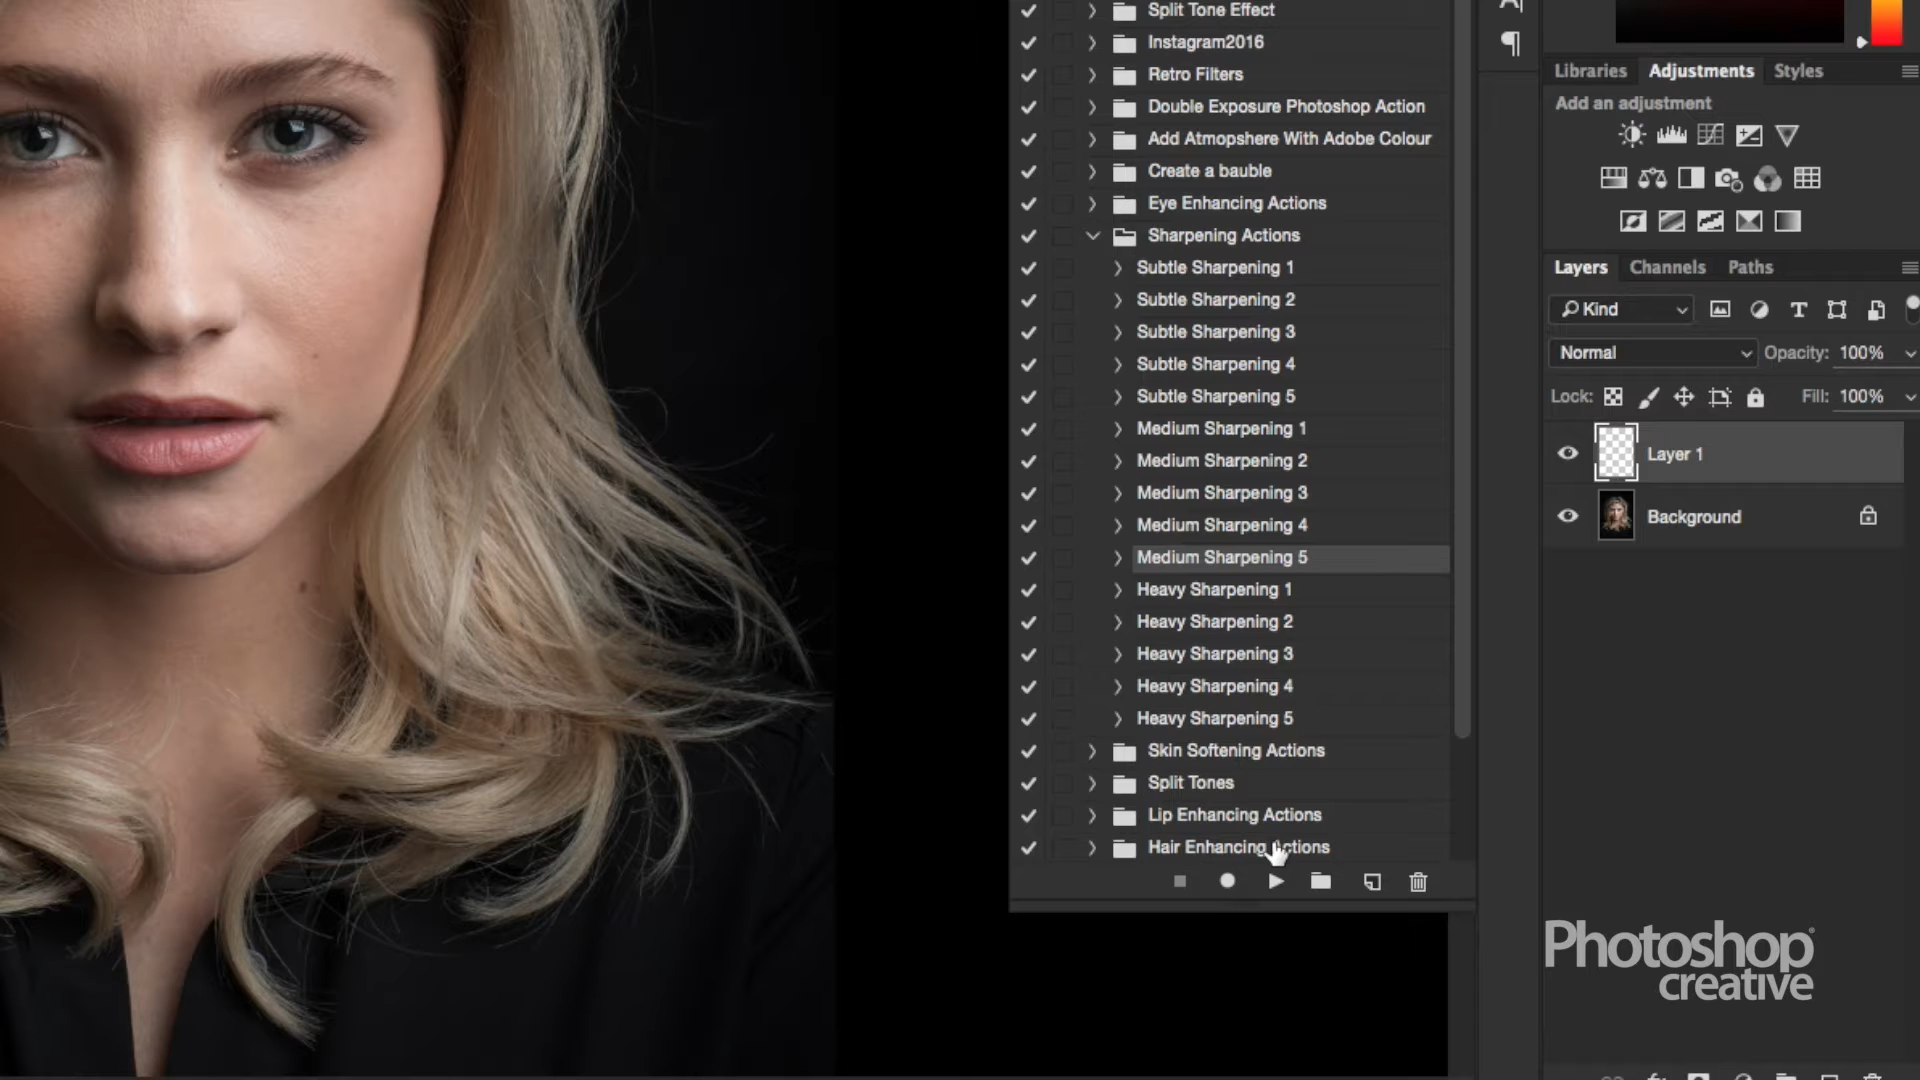 Split Tone Effect
Instagram2016
Retro Filters
Double Exposure Photoshop Action
Add Atmopshere With Adobe Colour
Create a bauble
Eye Enhancing Actions
Sharpening Actions
Subtle Sharpening 1
Subtle Sharpening 2
Subtle Sharpening 3
Subtle Sharpening 4
Subtle Sharpening 5
Medium Sharpening 1
Medium Sharpening 2
Medium Sharpening 3
Medium Sharpening 4
Medium Sharpening 5
Heavy Sharpening 1
Heavy Sharpening 2
Heavy Sharpening 3
Heavy Sharpening 4
Heavy Sharpening 5
Skin Softening Actions
Split Tones
Lip Enhancing Actions
Hair Enhancing Actions
Libraries Adjustments Styles
Add an adjustment
Layers Channels Paths
Kind
Normal Opacity: 100%
Lock: Fill: 100%
Layer 1
Background
Photoshop
creative